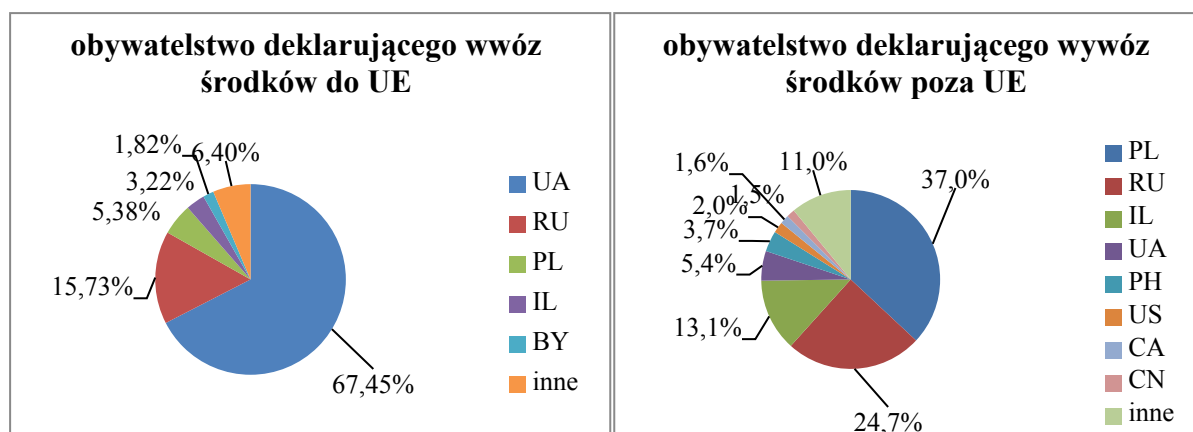 obywatelstwo deklarującego wwóz
środków do UE
1,82%
6,40%
3,22%
5,38%
15,73%
67,45%
UA
RU
PL
IL
BY
inne
obywatelstwo deklarującego wywóz
środków poza UE
1,6%
11,0%
1,5%
2,0%
3,7%
5,4%
13,1%
24,7%
37,0%
PL
RU
IL
UA
PH
US
CA
CN
inne